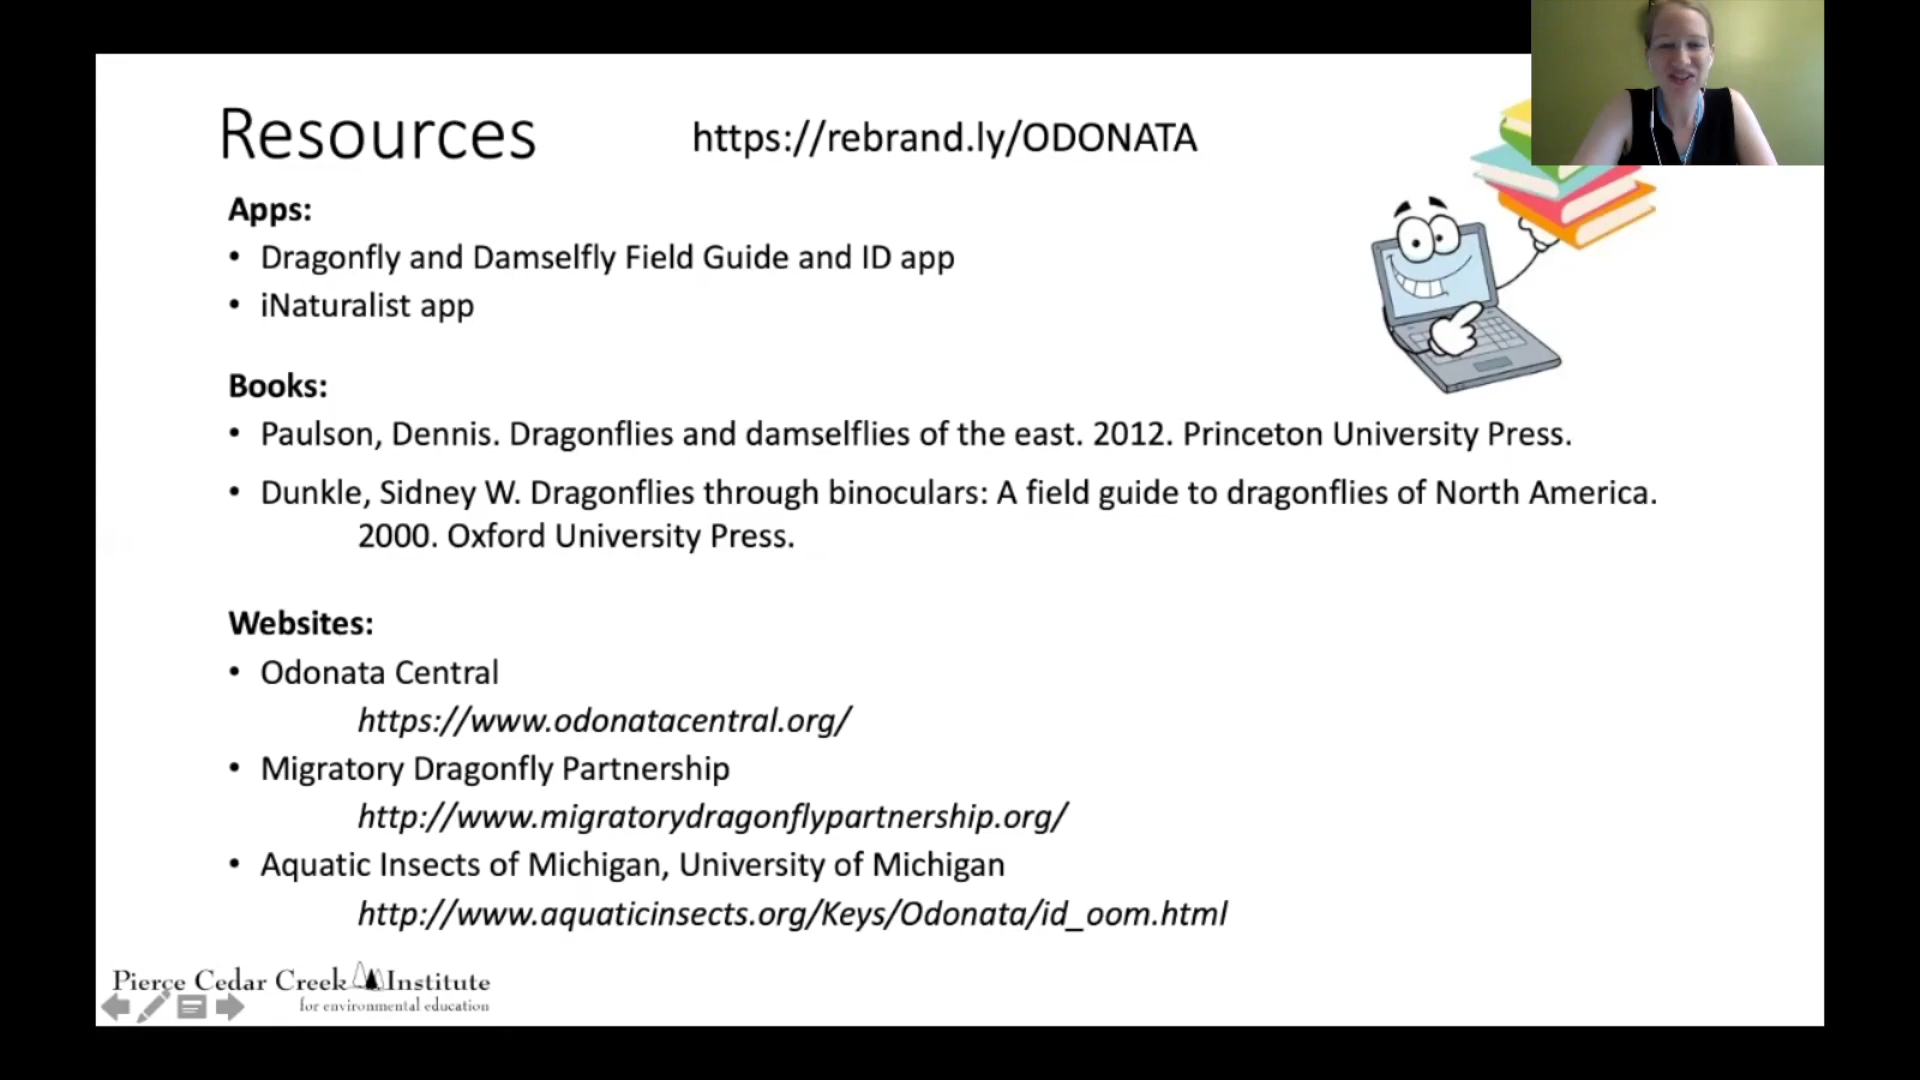 Resources
https://rebrand.ly/ODONATA
Apps:
• Dragonfly and Damselfly Field Guide and ID app
• iNaturalist app
Books:
• Paulson, Dennis. Dragonflies and damselflies of the east. 2012. Princeton University Press.
• Dunkle, Sidney W. Dragonflies through binoculars: A field guide to dragonflies of North America.
2000. Oxford University Press.
Websites:
• Odonata Central
https://www.odonatacentral.org/
• Migratory Dragonfly Partnership
http://www.migratorydragonflypartnership.org/
• Aquatic Insects of Michigan, University of Michigan
http://www.aquaticinsects.org/Keys/Odonata/id_oom.html
Pierce Cedar Creek Institute
for environmental education